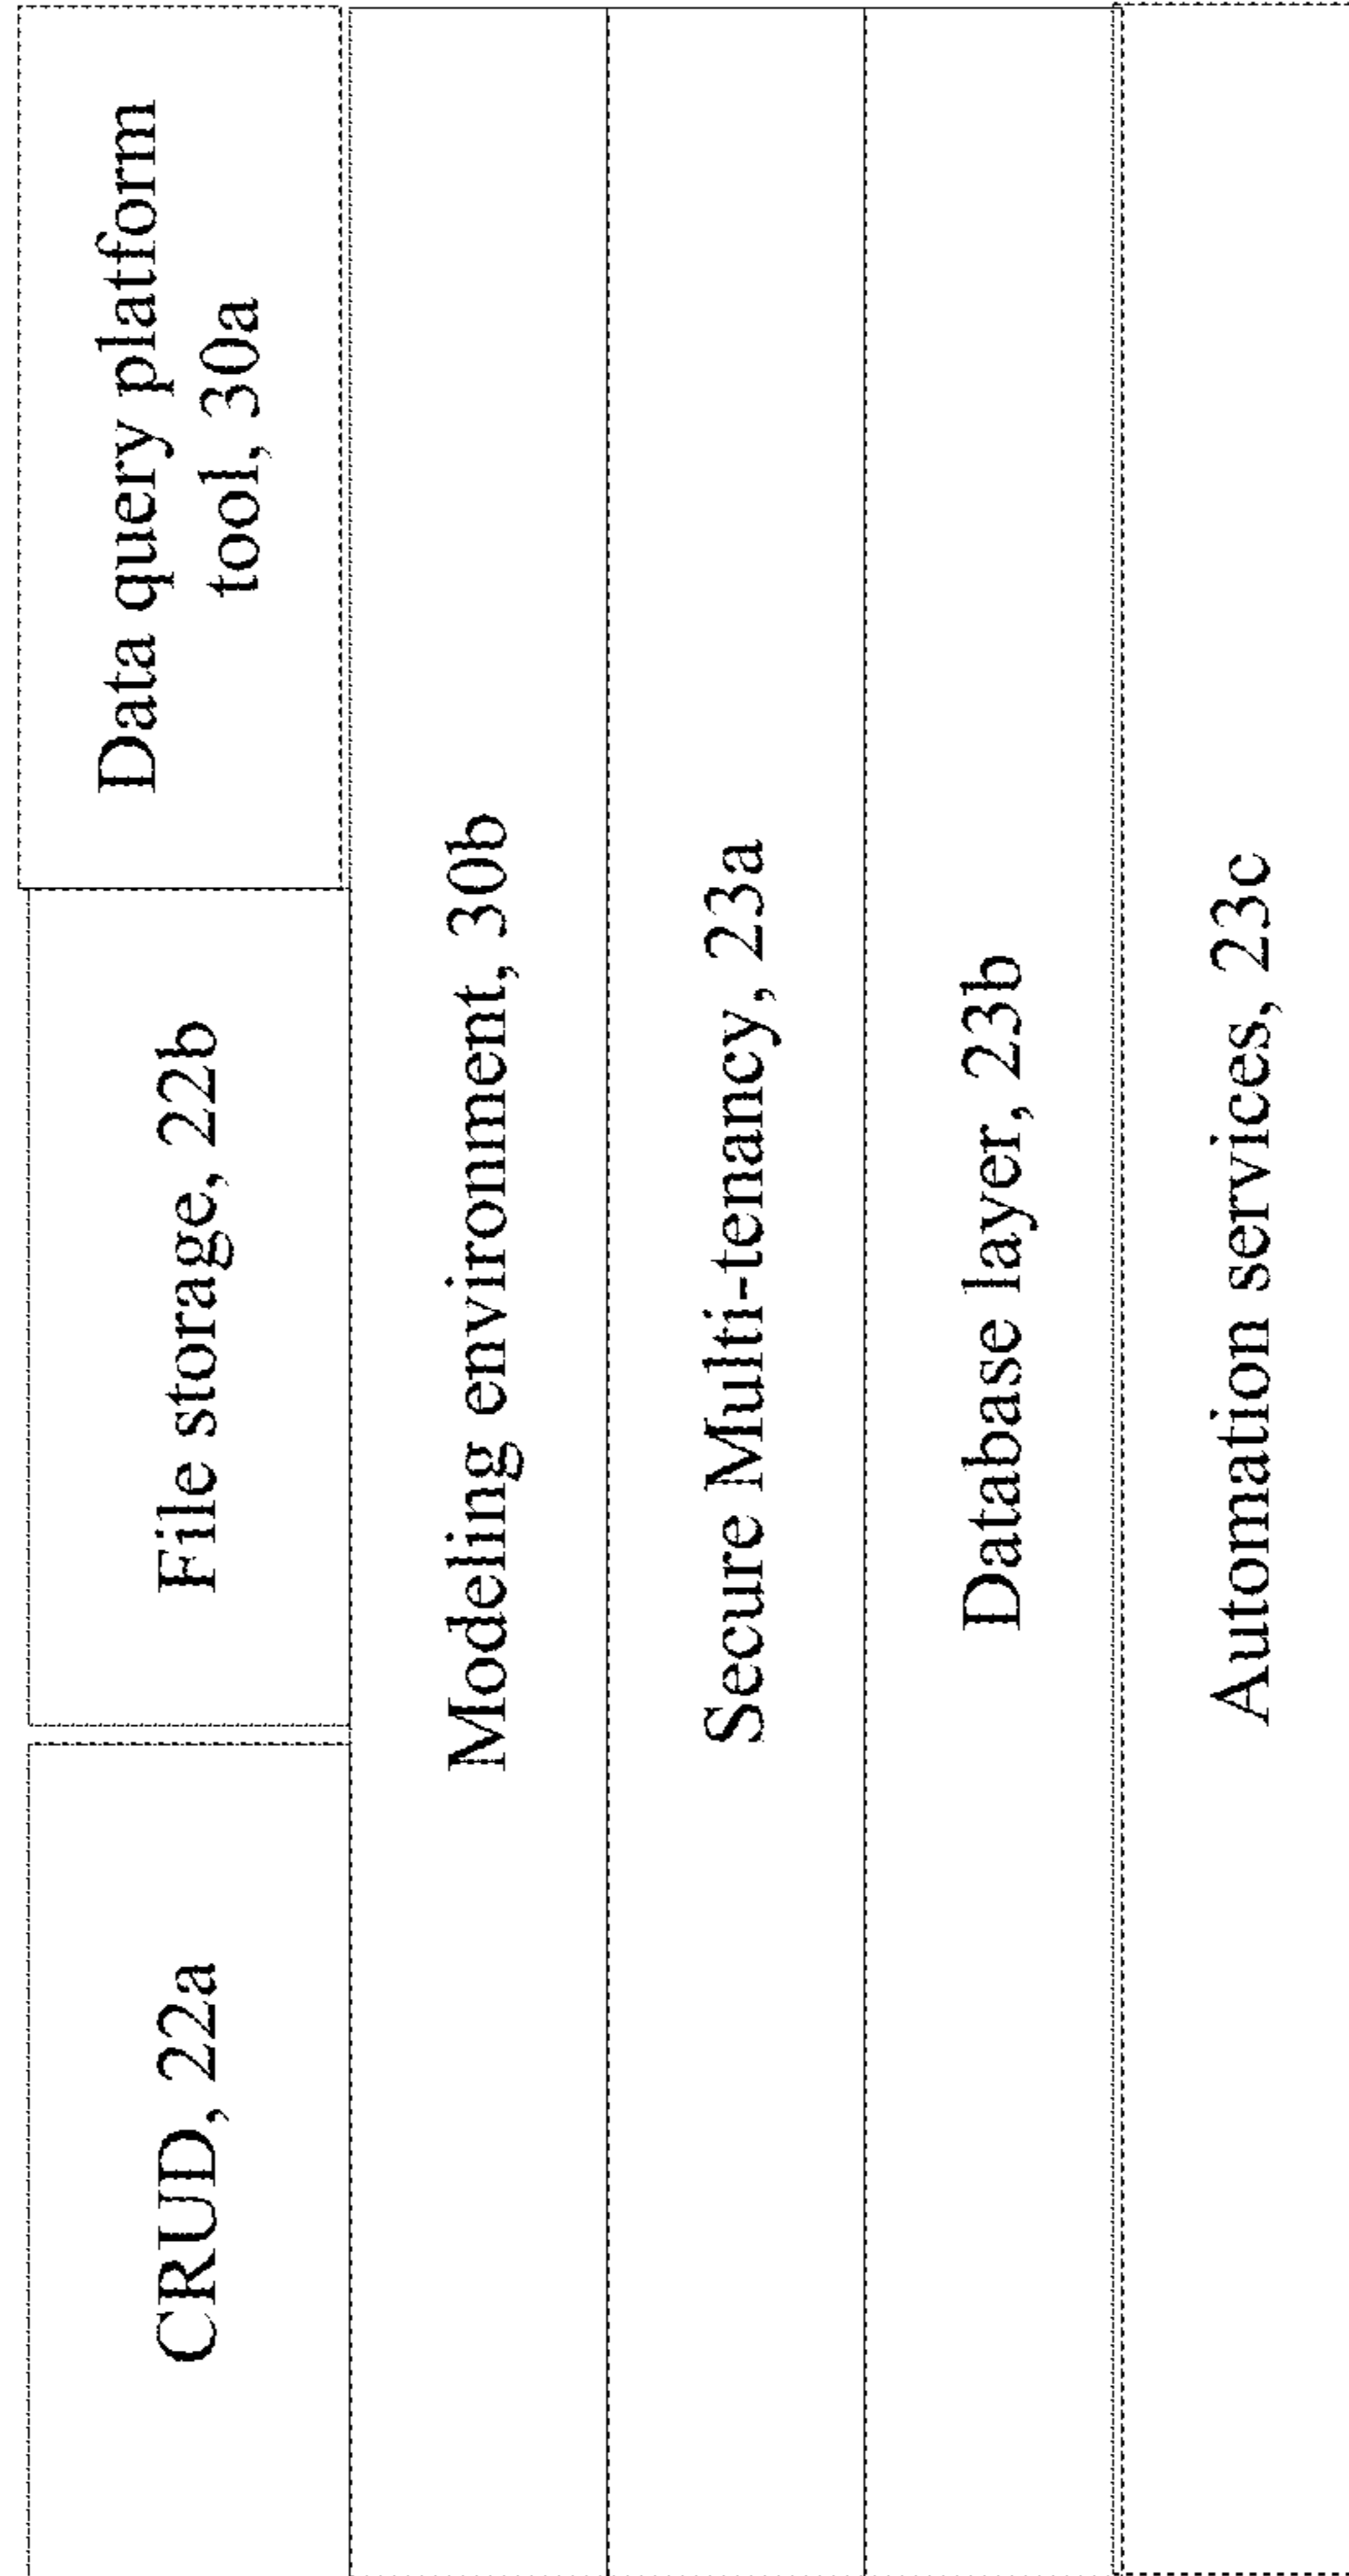 CRUD, 22a
File storage, 22b
Data query platform
tool, 30a
Modeling environment, 30b
Secure Multi-tenancy, 23a
Database layer, 23b
Automation services, 23c